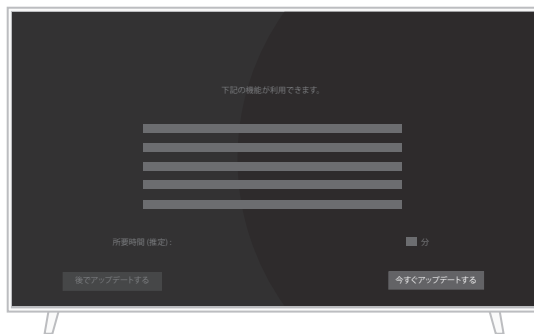 下記の機能が利用できます。
所要時間 (推定) :
分
後でアップデートする
今すぐアップデートする